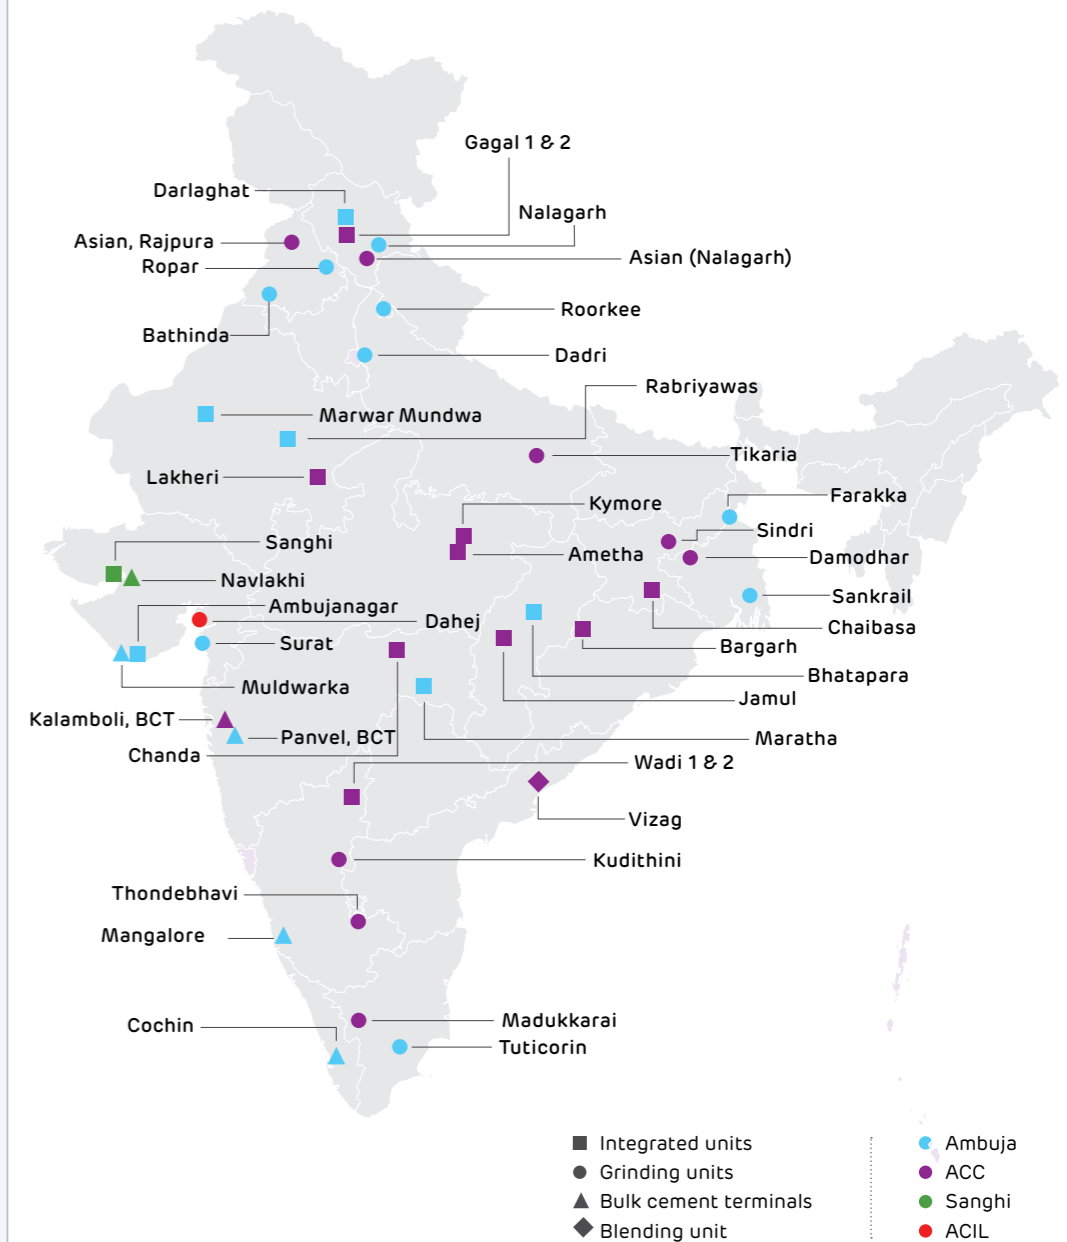 Gagal 1 & 2
Darlaghat
Nalagarh
Asian, Rajpura
Asian (Nalagarh)
Ropar
Roorkee
Bathinda
Dadri
Rabriyawas
Marwar Mundwa
Tikaria
Lakheri
Farakka
Kymore
Sindri
Sanghi
Ametha
Damodhar
Navlakhi
Sankrail
Ambujanagar
Dahej
Chaibasa
Surat
Bargarh
Bhatapara
Muldwarka
Jamul
Kalamboli, BCT
Panvel, BCT
Maratha
Chanda
Wadi 1 & 2
Vizag
Kudithini
Thondebhavi
Mangalore
Madukkarai
Cochin
Tuticorin
Integrated units
Grinding units
Bulk cement terminals
Blending unit
Ambuja
ACC
Sanghi
ACIL